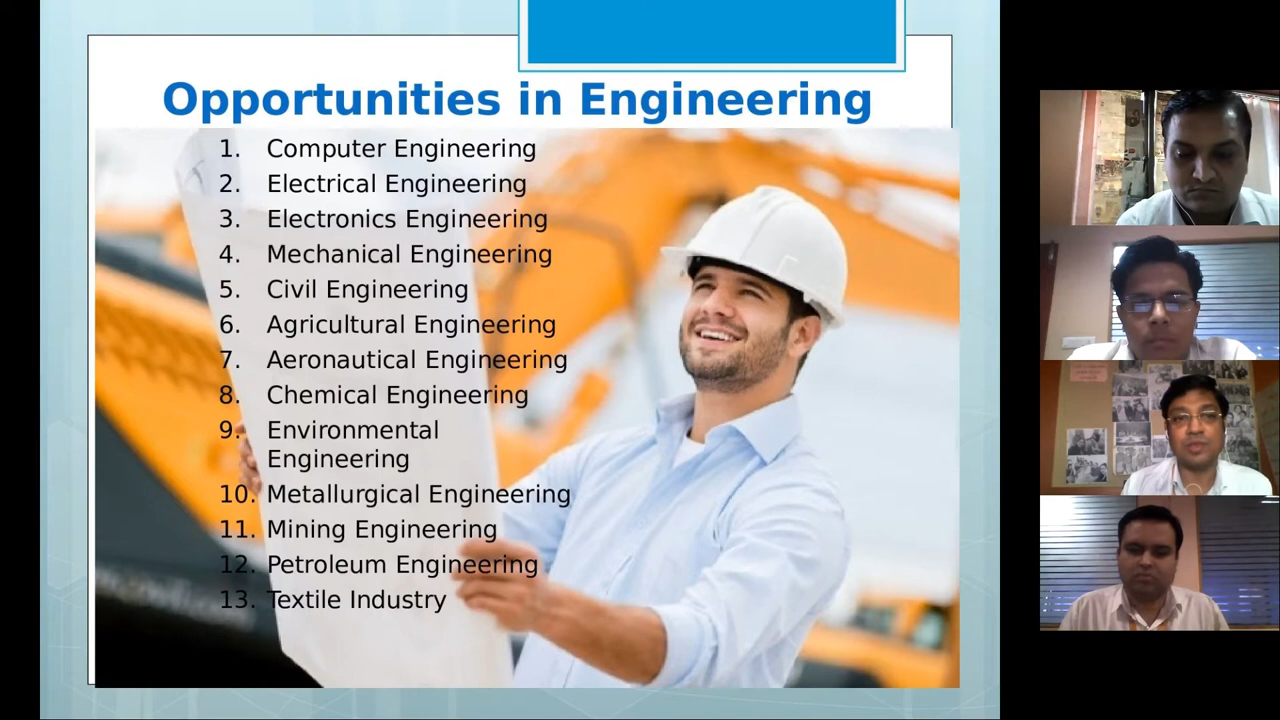 Opportunities in Engineering
1. Computer Engineering
2. Electrical Engineering
3. Electronics Engineering
4. Mechanical Engineering
5. Civil Engineering
6. Agricultural Engineering
7. Aeronautical Engineering
8. Chemical Engineering
9. Environmental
Engineering
10. Metallurgical Engineering
11. Mining Engineering
12. Petroleum Engineering
13. Textile Industry